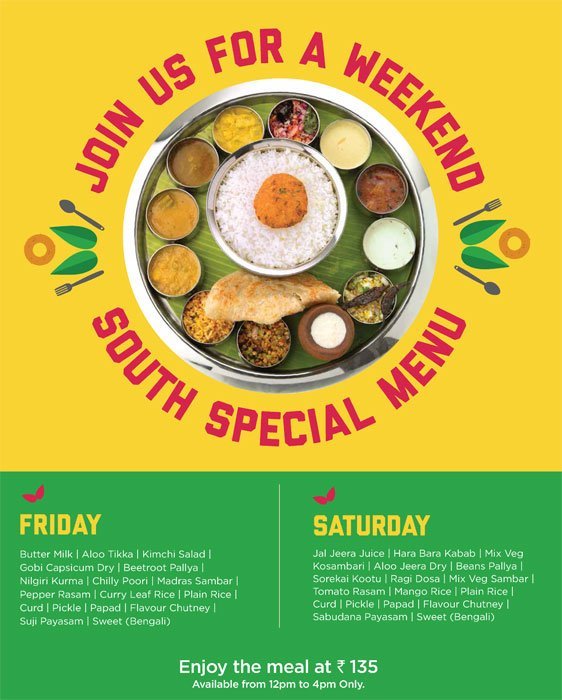 JOIN US FOR A WEEKEND
SOUTH SPECIAL MENU
FRIDAY
Butter Milk | Aloo Tikka | Kimchi Salad |
Gobi Capsicum Dry | Beetroot Pallya |
Nilgiri Kurma | Chilly Poori | Madras Sambar |
Pepper Rasam | Curry Leaf Rice | Plain Rice |
Curd | Pickle | Papad | Flavour Chutney |
Suji Payasam | Sweet (Bengali)
SATURDAY
Jal Jeera Juice | Hara Bara Kabab | Mix Veg
Kosambari | Aloo Jeera Dry | Beans Pallya |
Sorekai Kootu | Ragi Dosa | Mix Veg Sambar |
Tomato Rasam | Mango Rice | Plain Rice |
Curd | Pickle | Papad | Flavour Chutney |
Sabudana Payasam | Sweet (Bengali)
Enjoy the meal at ₹ 135
Available from 12pm to 4pm Only.